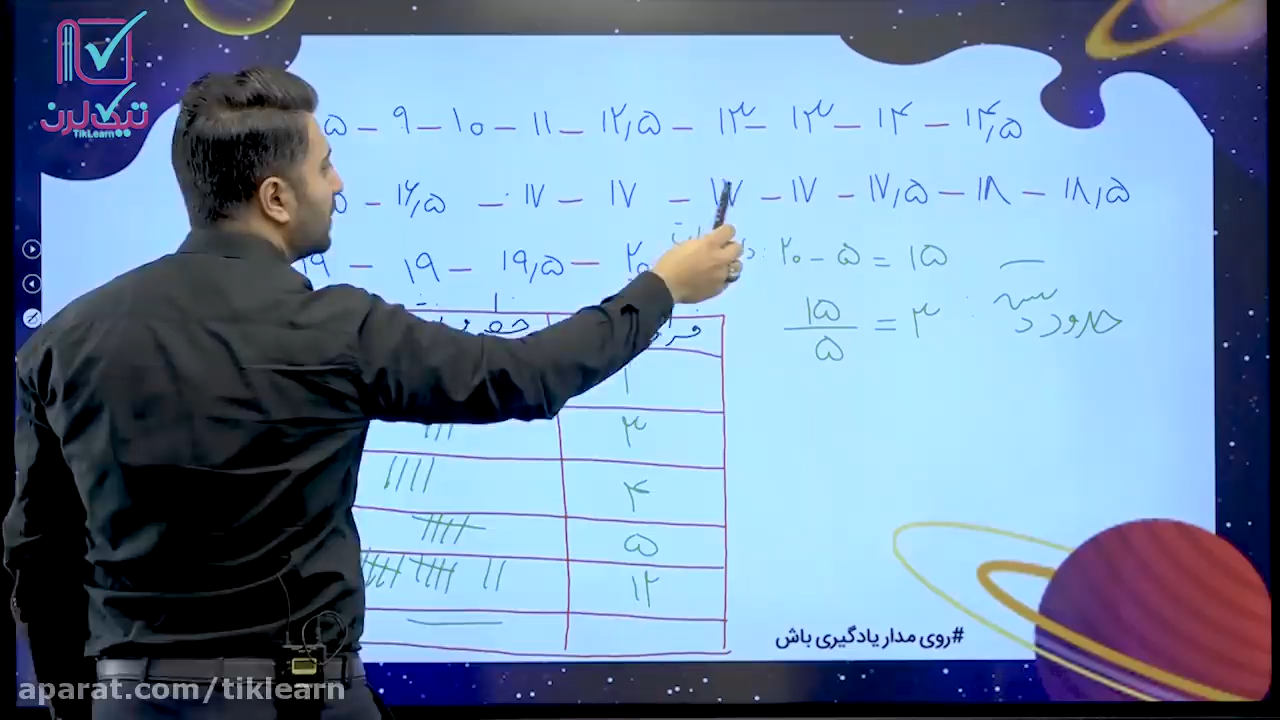 تیک لرن
TikLearn
۵ – ۹ – ۱۰ – ۱۱ – ۱۲,۵ – ۱۳ – ۱۳ – ۱۴ – ۱۴,۵
– ۱۶,۵ – ۱۷ – ۱۷ – ۱۷ – ۱۷ – ۱۷,۵ – ۱۸ – ۱۸,۵
۱۹ – ۱۹ – ۱۹,۵ – ۲۰
: ۲۰ – ۵ = ۱۵
حدود دسته : ۱۵/۵ = ۳
۱
۳
۴
۵
۱۲
#روی مدار یادگیری باش
aparat.com/tiklearn